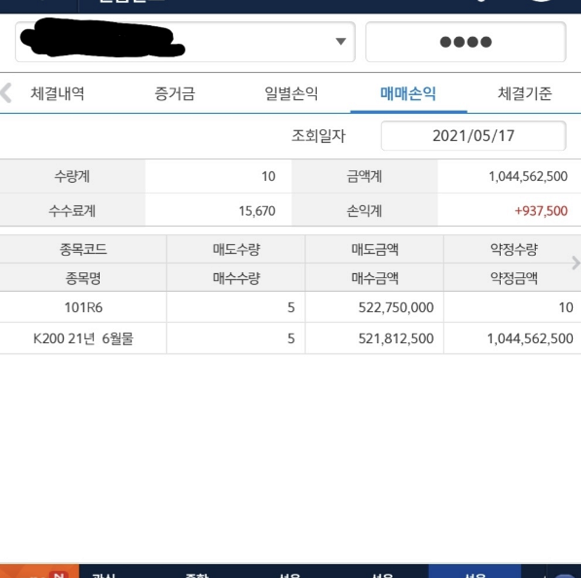 체결내역 증거금 일별손익 매매손익 체결기준
조회일자 2021/05/17
수량계 10 금액계 1,044,562,500
수수료계 15,670 손익계 +937,500
종목코드 매도수량 매도금액 약정수량
종목명 매수수량 매수금액 약정금액
101R6 5 522,750,000 10
K200 21년 6월물 5 521,812,500 1,044,562,500
N